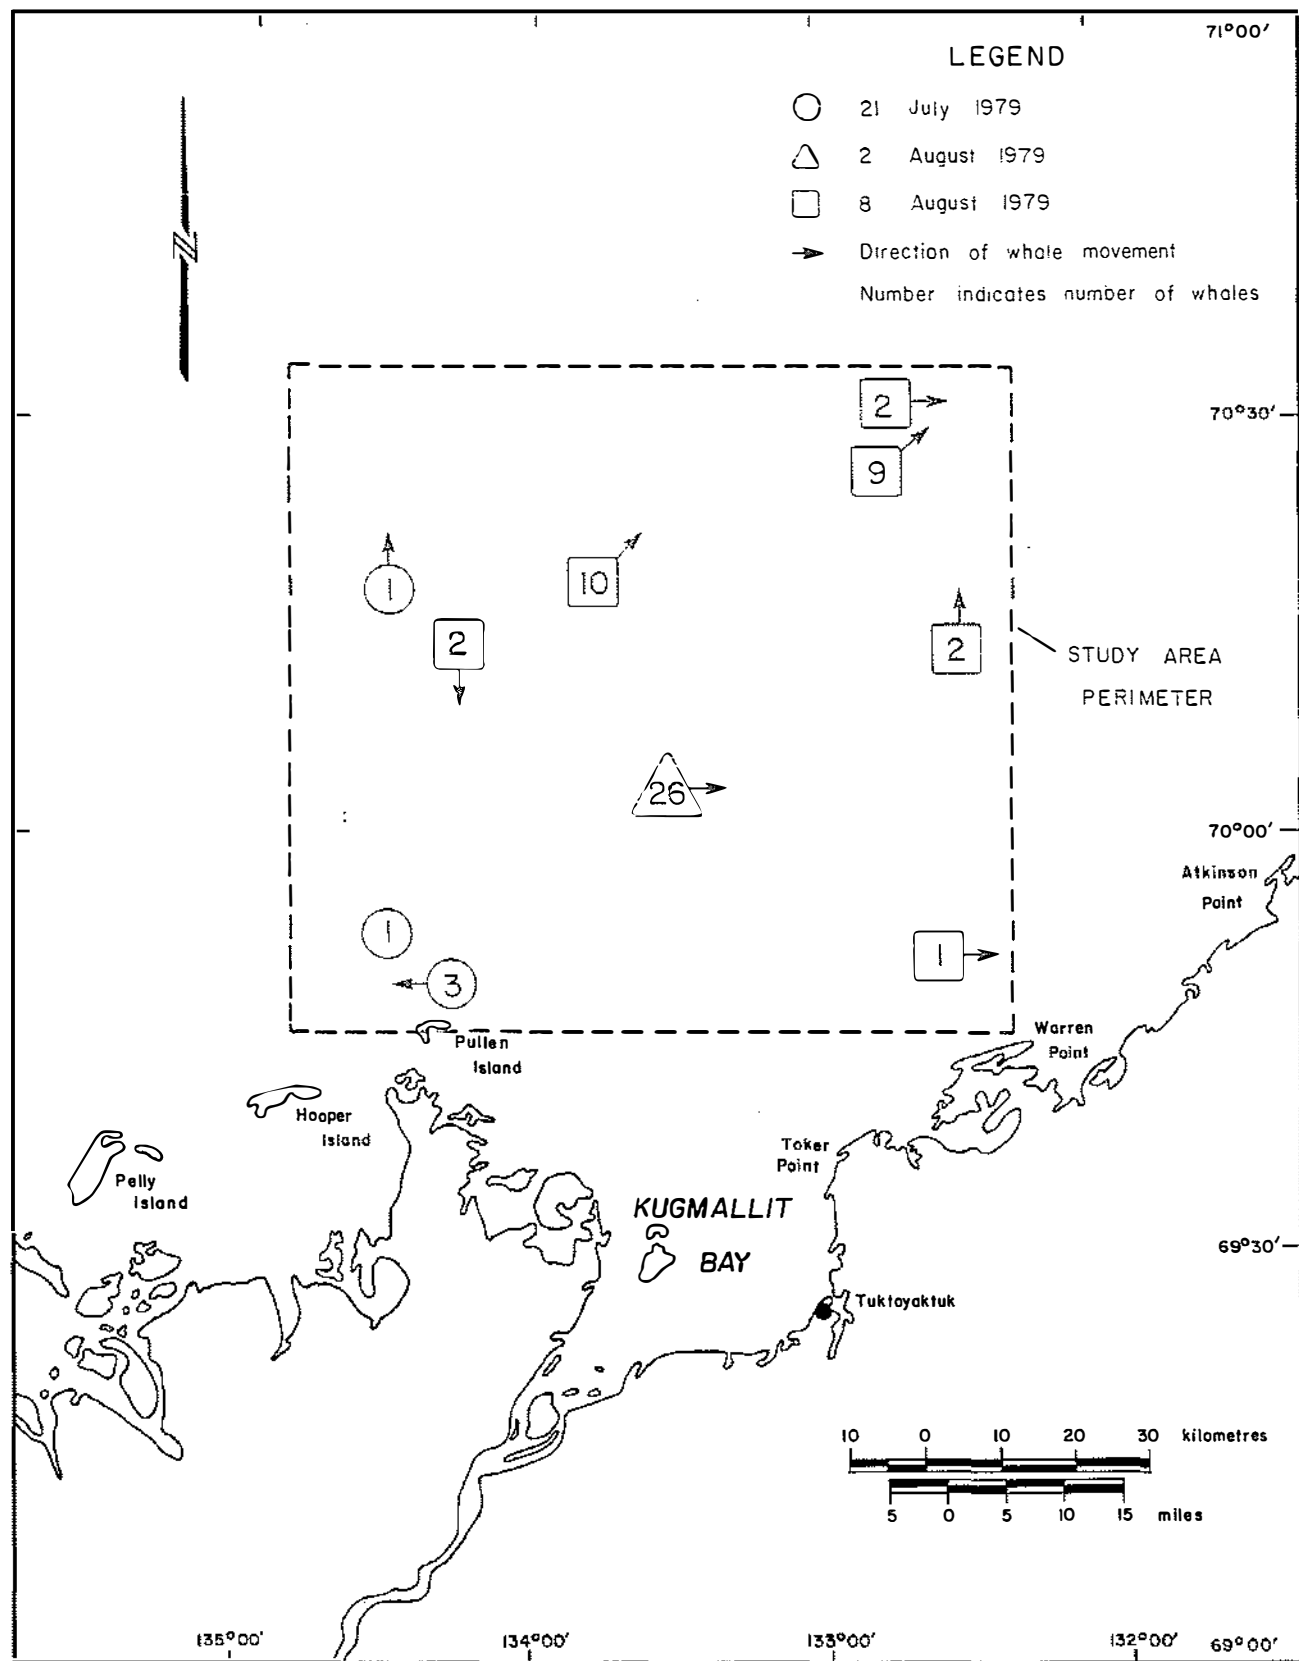 71°00′
LEGEND
21 July 1979
2 August 1979
8 August 1979
Direction of whale movement
Number indicates number of whales
N
2
70°30′
9
1
10
2
2
STUDY AREA
PERIMETER
26
70°00′
Atkinson
Point
1
1
3
Pullen
Island
Warren
Point
Hooper
Island
Toker
Point
Pelly
Island
KUGMALLIT
BAY
69°30′
Tuktoyaktuk
10 0 10 20 30 kilometres
5 0 5 10 15 miles
135°00′ 134°00′ 133°00′ 132°00′ 69°00′